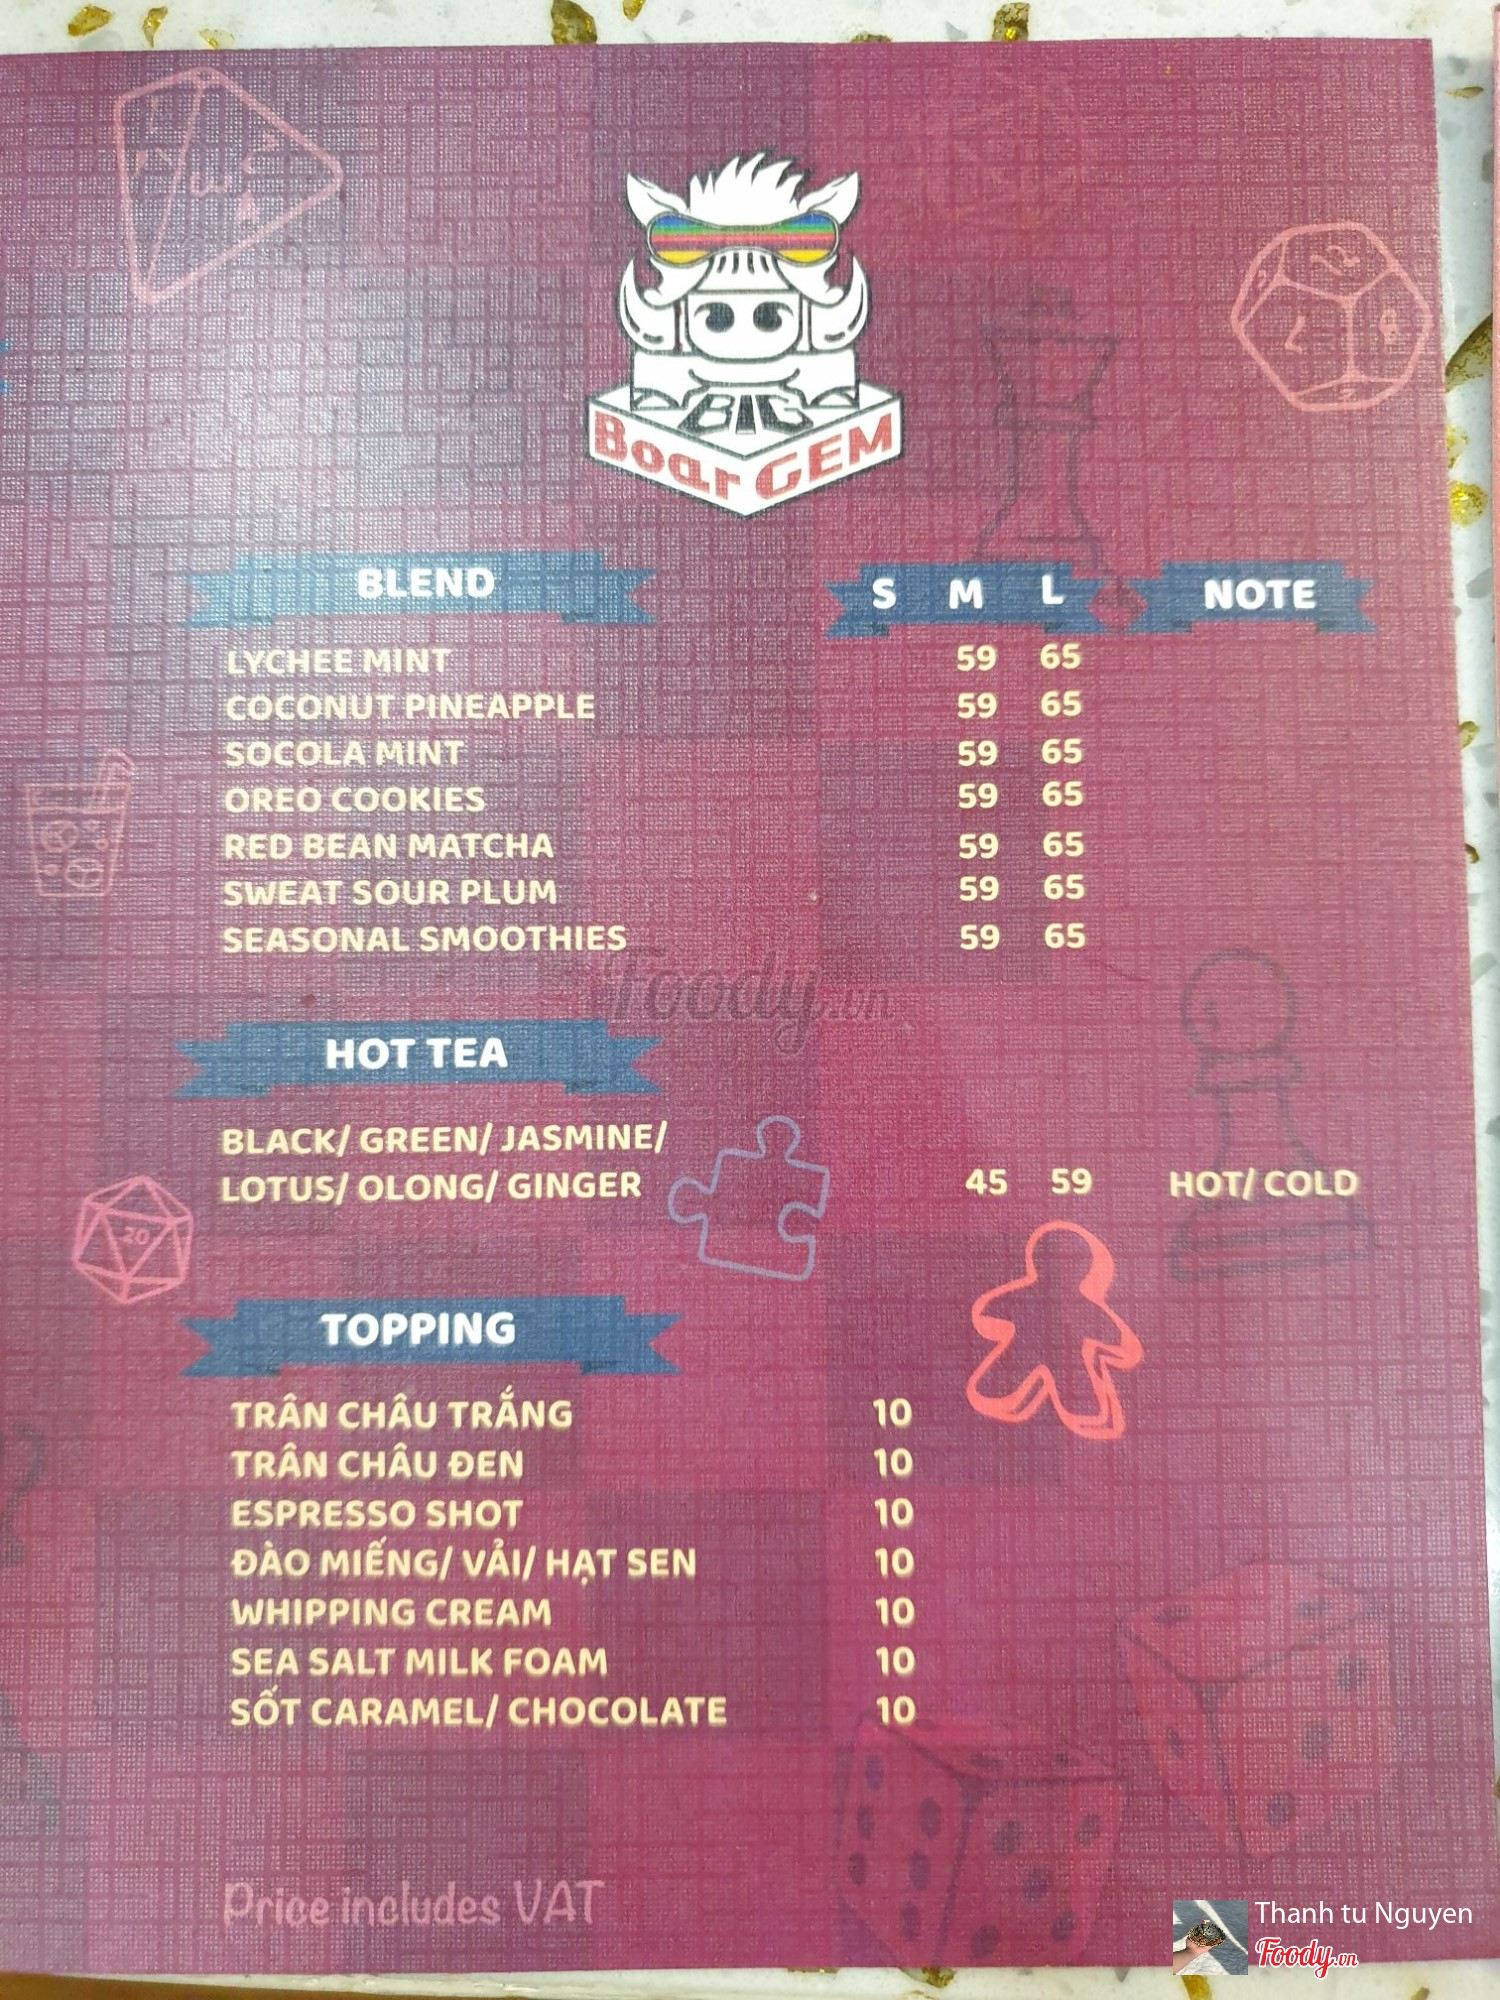 BIG
Boar GEM
BLEND S M L NOTE
LYCHEE MINT 59 65
COCONUT PINEAPPLE 59 65
SOCOLA MINT 59 65
OREO COOKIES 59 65
RED BEAN MATCHA 59 65
SWEAT SOUR PLUM 59 65
SEASONAL SMOOTHIES 59 65
Foody.vn
HOT TEA
BLACK/ GREEN/ JASMINE/
LOTUS/ OLONG/ GINGER 45 59 HOT/ COLD
20
TOPPING
TRÂN CHÂU TRẮNG 10
TRÂN CHÂU ĐEN 10
ESPRESSO SHOT 10
ĐÀO MIẾNG/ VẢI/ HẠT SEN 10
WHIPPING CREAM 10
SEA SALT MILK FOAM 10
SỐT CARAMEL/ CHOCOLATE 10
Price includes VAT
Thanh tu Nguyen
Foody.vn